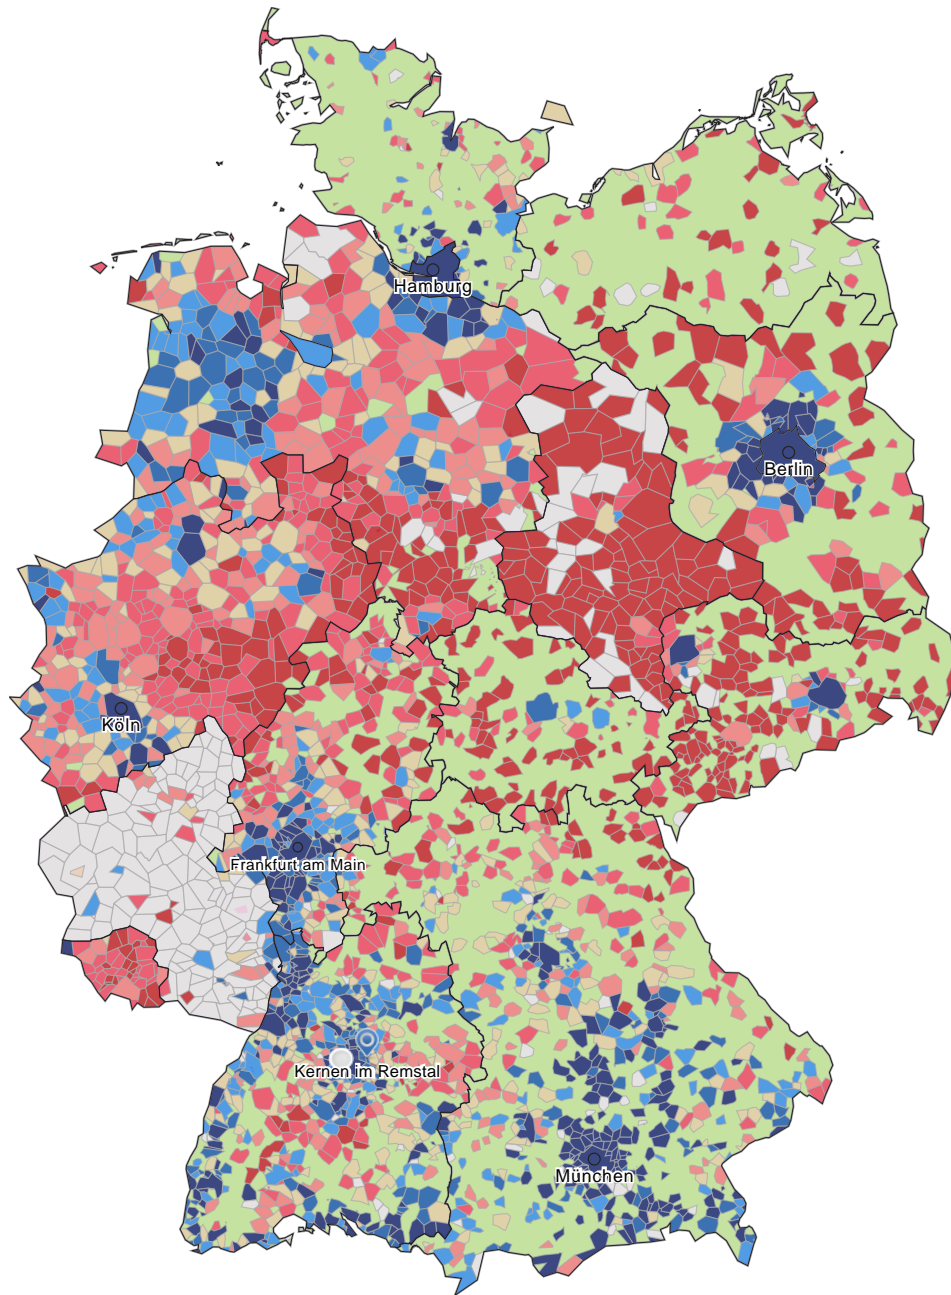 Hamburg
Berlin
Köln
Frankfurt am Main
Kernen im Remstal
München